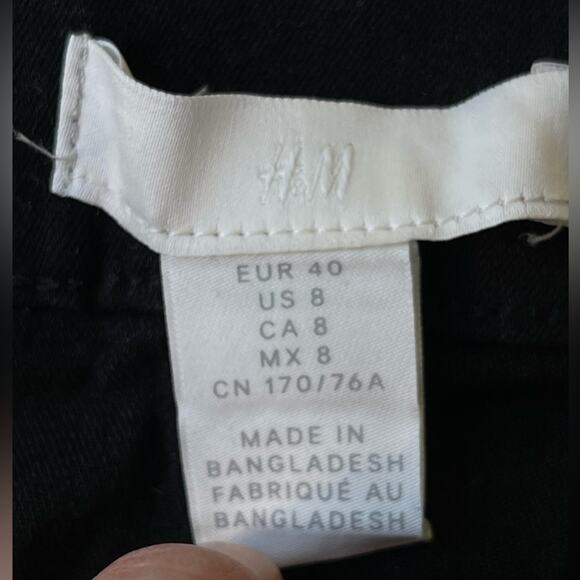 H&M
EUR 40
US 8
CA 8
MX 8
CN 170/76A
MADE IN
BANGLADESH
FABRIQUÉ AU
BANGLADESH